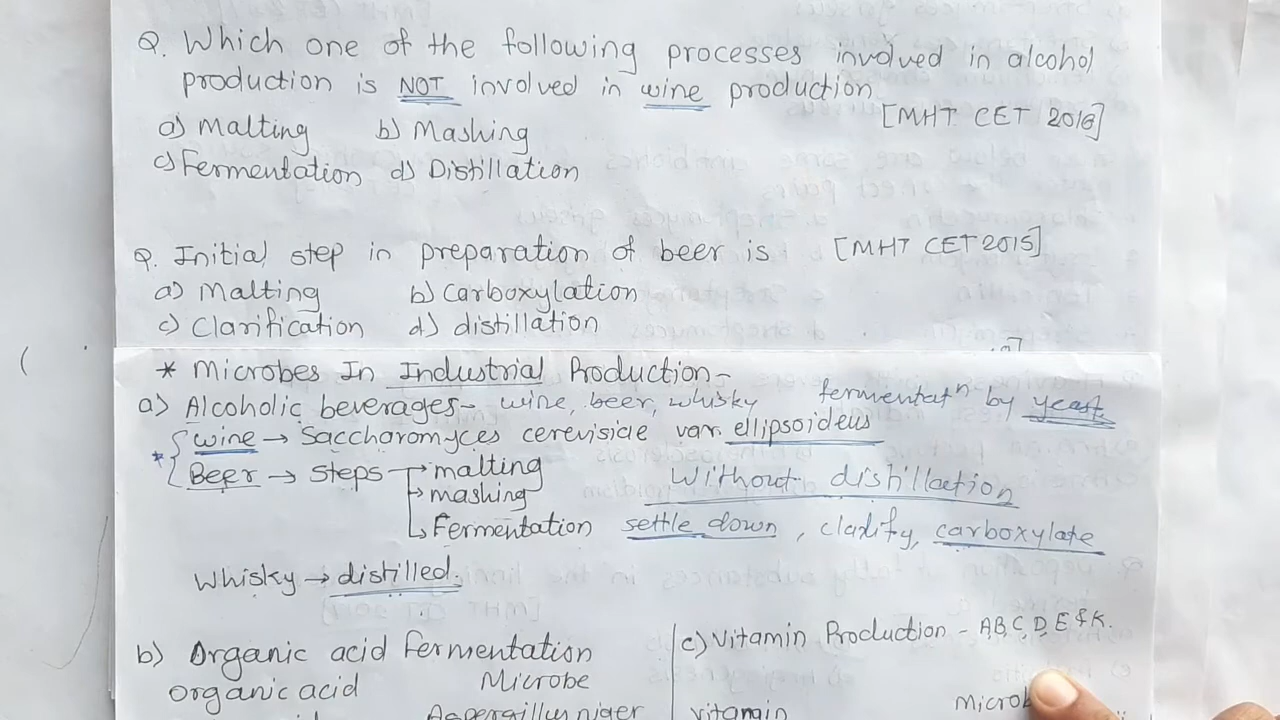 Q. Which one of the following processes involved in alcohol
production is NOT involved in wine production
[MHT CET 2016]
a) Malting b) Mashing
c) Fermentation d) Distillation
Q. Initial step in preparation of beer is [MHT CET 2015]
a) Malting b) Carboxylation
c) Clarification d) distillation
* Microbes In Industrial Production-
a) Alcoholic beverages- wine, beer, whisky fermentatn by yeast
wine → Saccharomyces cerevisiae var. ellipsoideus
* Beer → steps → malting Without distillation
→ mashing
→ Fermentation settle down, clarify, carboxylate
Whisky → distilled.
b) Organic acid Fermentation
organic acid Microbe
Aspergillus niger
c) Vitamin Production - A,B,C,D,E & K.
Vitamin